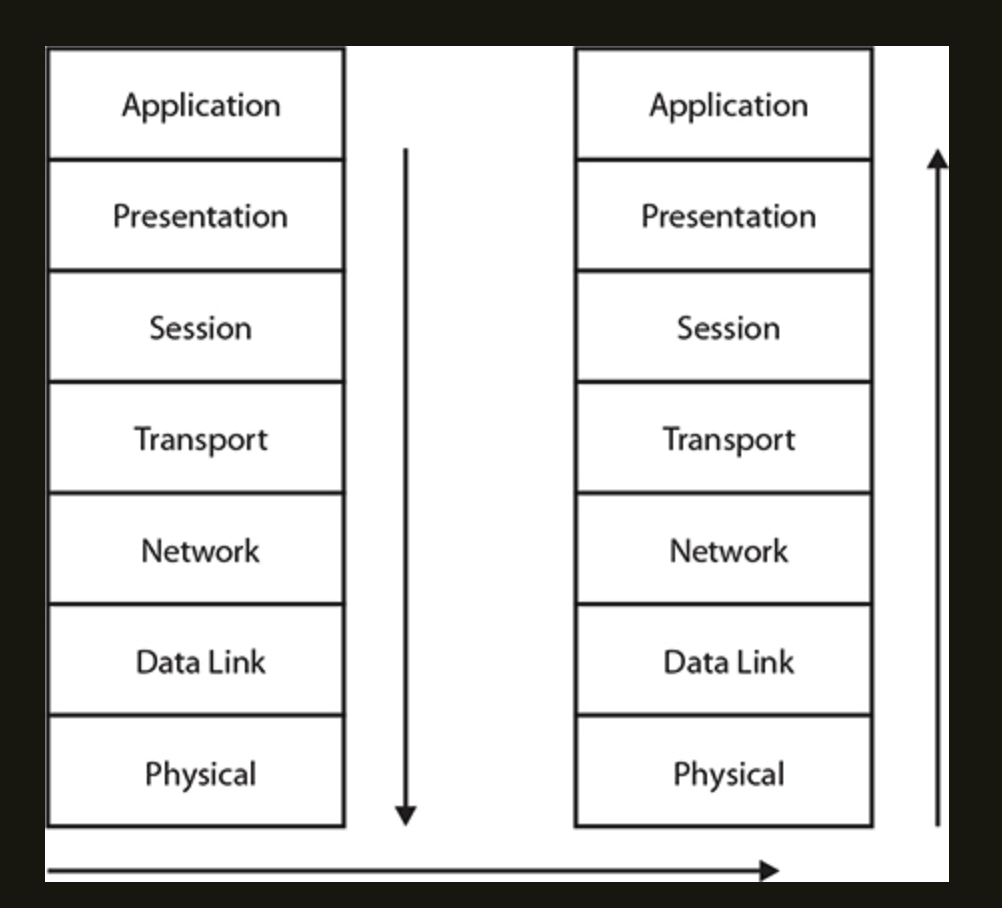 Application
Presentation
Session
Transport
Network
Data Link
Physical
Application
Presentation
Session
Transport
Network
Data Link
Physical